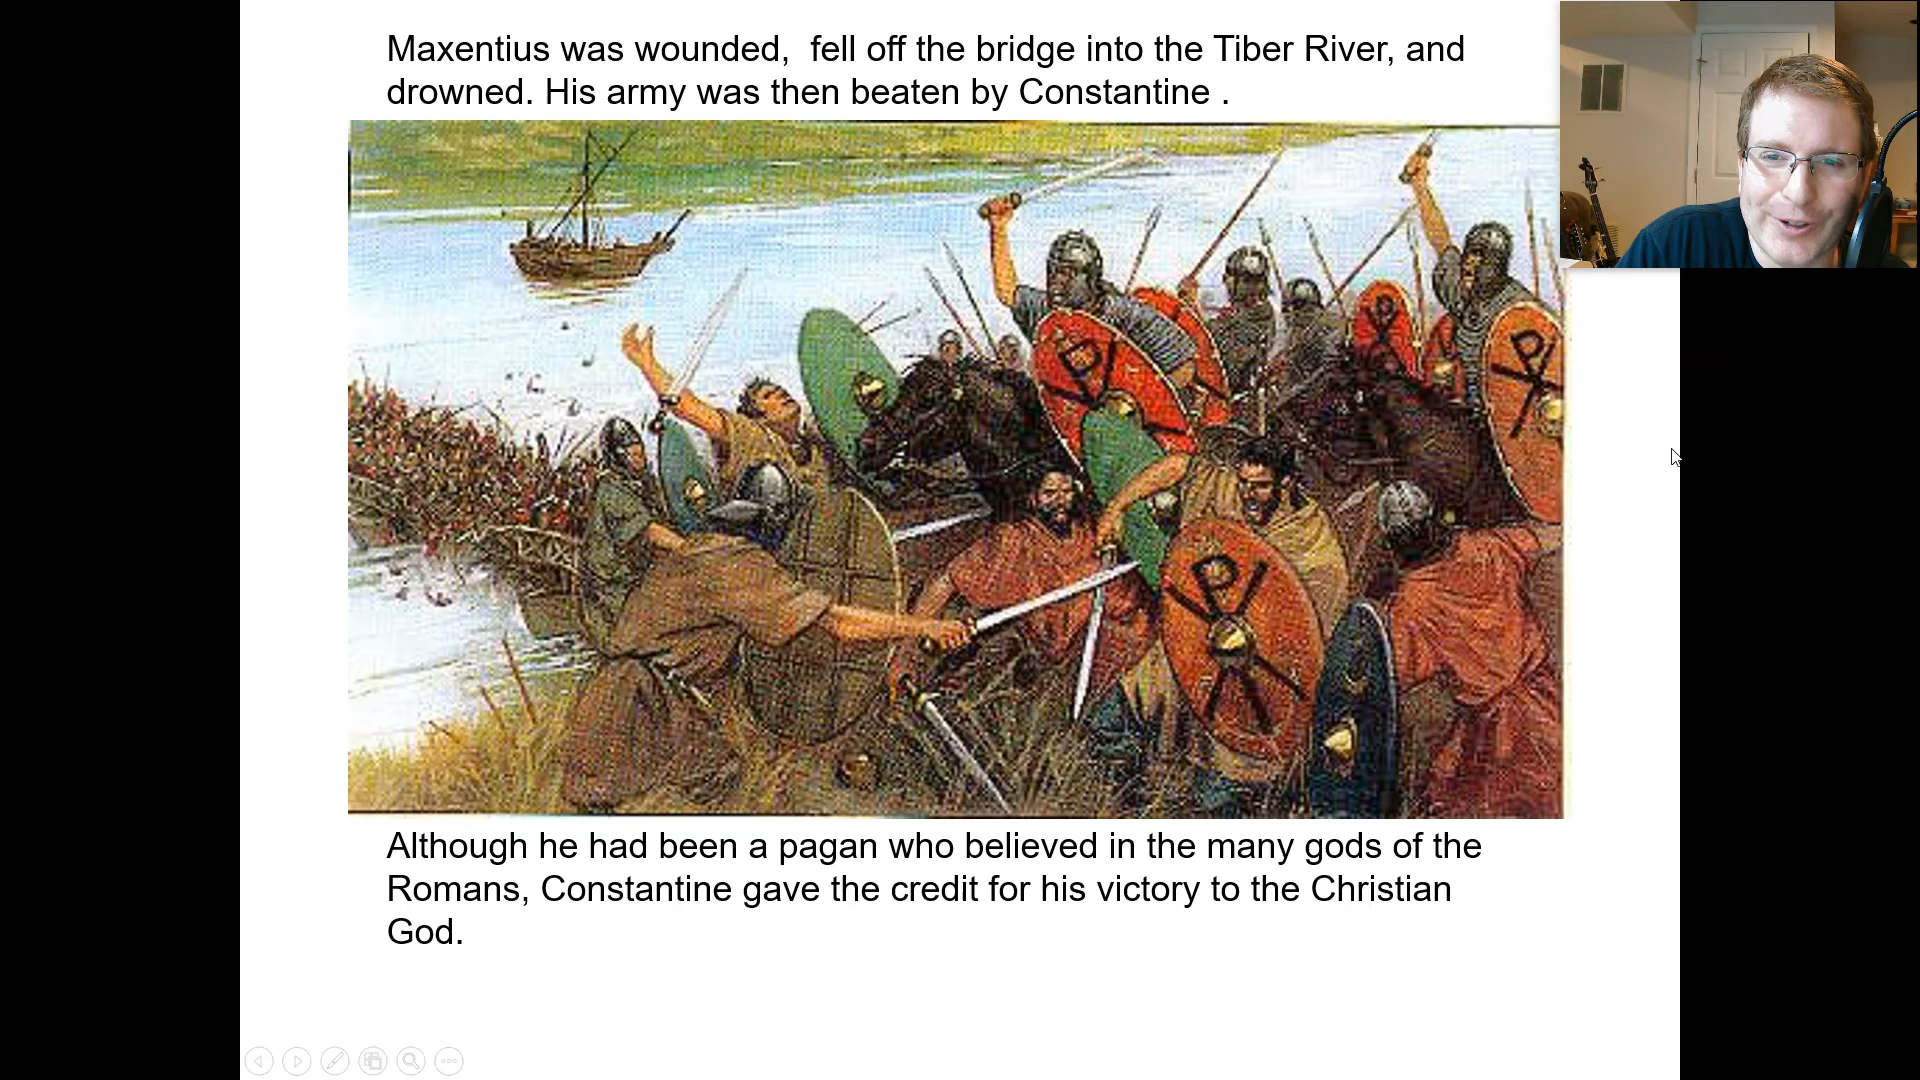 Maxentius was wounded,  fell off the bridge into the Tiber River, and
drowned. His army was then beaten by Constantine .
Although he had been a pagan who believed in the many gods of the
Romans, Constantine gave the credit for his victory to the Christian
God.